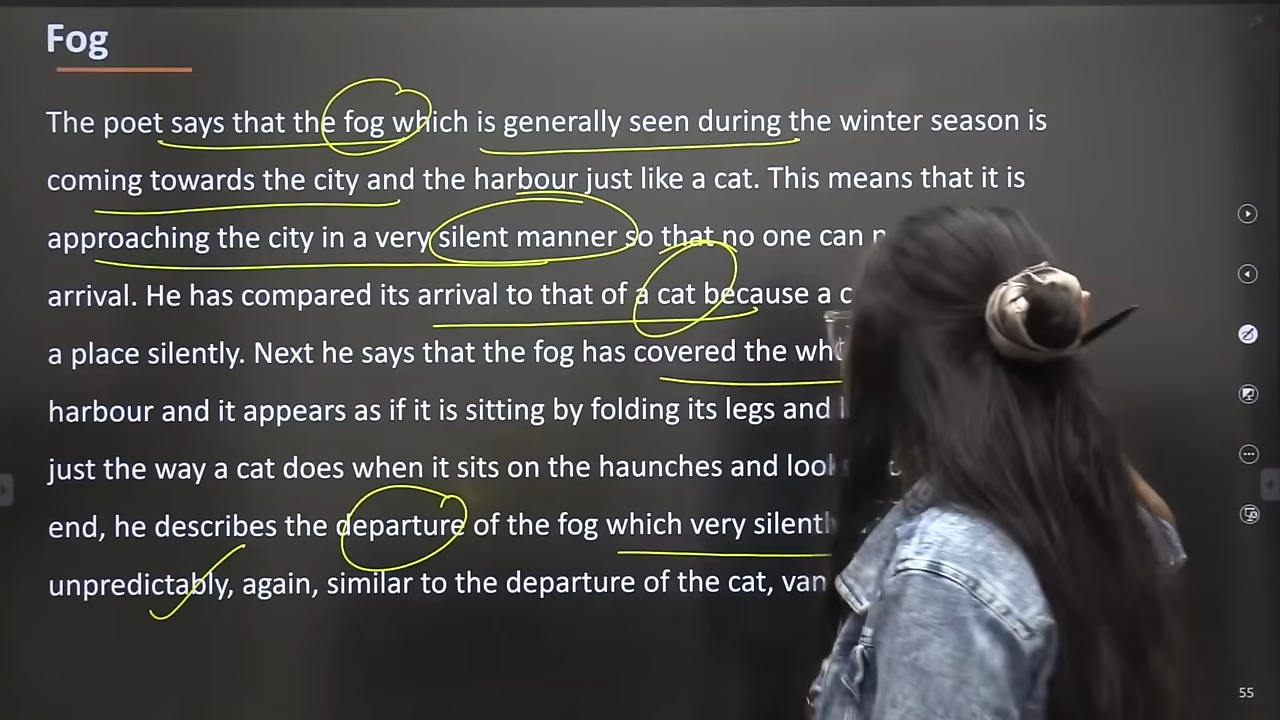 Fog
The poet says that the fog which is generally seen during the winter season is
coming towards the city and the harbour just like a cat. This means that it is
approaching the city in a very silent manner so that no one can
arrival. He has compared its arrival to that of a cat because a
a place silently. Next he says that the fog has covered the
harbour and it appears as if it is sitting by folding its legs and
just the way a cat does when it sits on the haunches and
end, he describes the departure of the fog which very
unpredictably, again, similar to the departure of the cat,
55